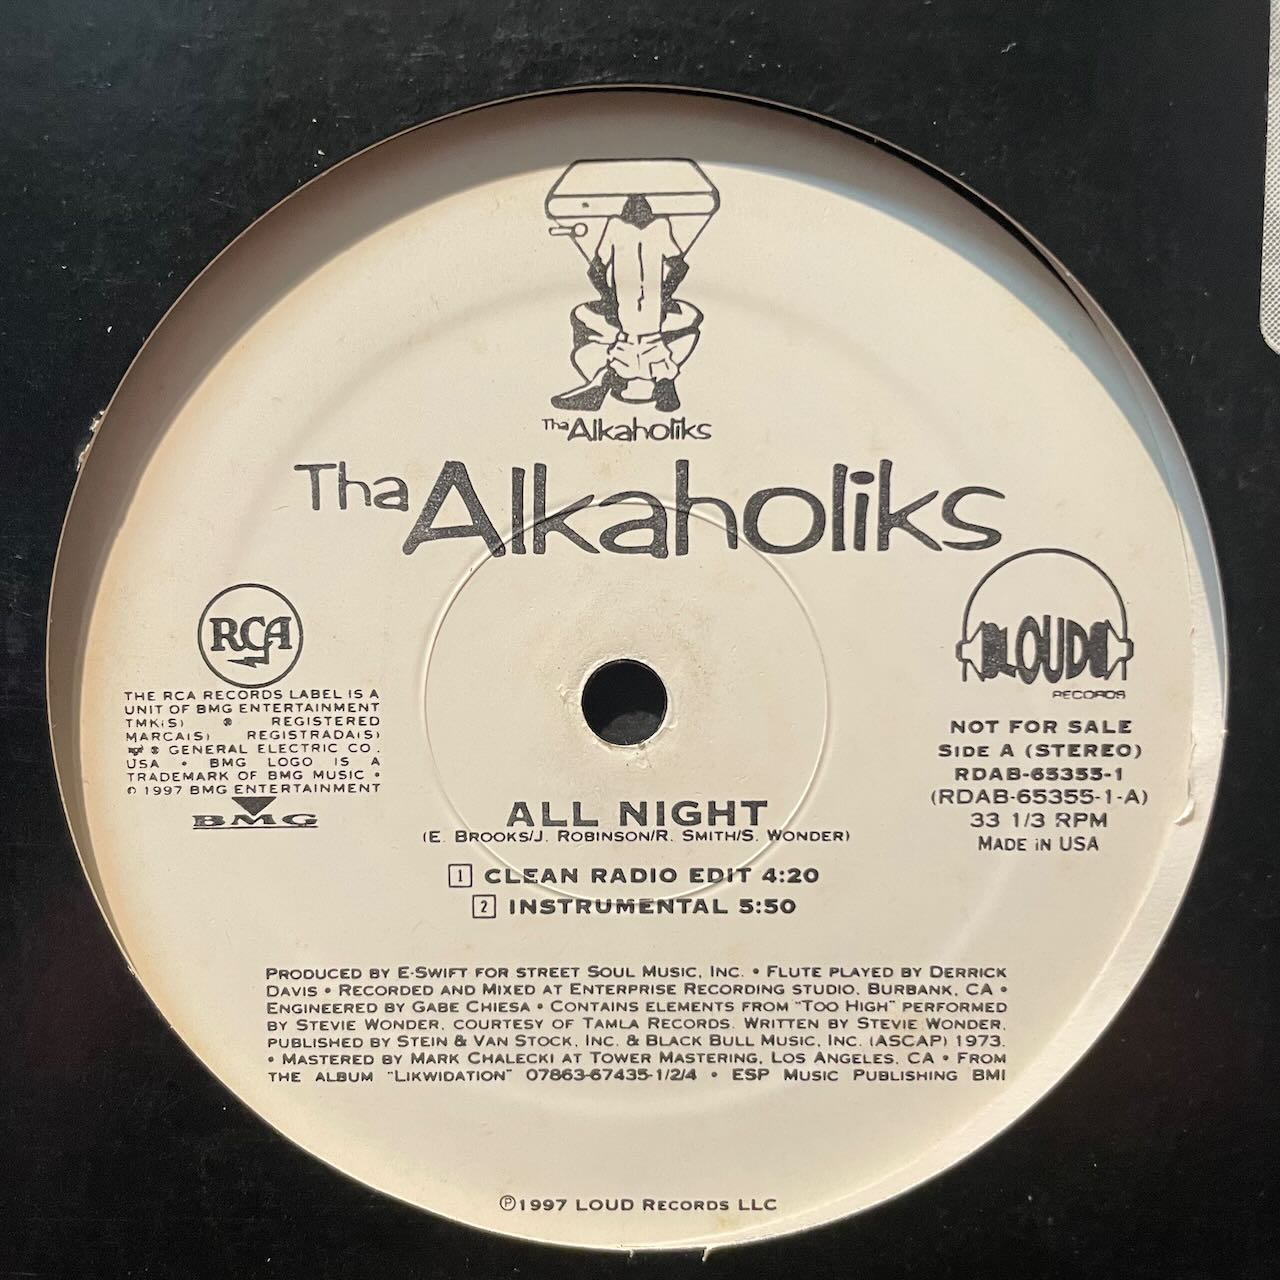 Tha Alkaholiks
Tha Alkaholiks
RCA
THE RCA RECORDS LABEL IS A
UNIT OF BMG ENTERTAINMENT
TMK(S) ® REGISTERED
MARCA(S) REGISTRADA(S)
RCA ® GENERAL ELECTRIC CO.
USA • BMG LOGO IS A
TRADEMARK OF BMG MUSIC •
© 1997 BMG ENTERTAINMENT
BMG
LOUD
RECORDS
NOT FOR SALE
SIDE A (STEREO)
RDAB-65355-1
(RDAB-65355-1-A)
33 1/3 RPM
MADE iN USA
ALL NIGHT
(E. BROOKS/J. ROBINSON/R. SMITH/S. WONDER)
1 CLEAN RADIO EDIT 4:20
2 INSTRUMENTAL 5:50
PRODUCED BY E-SWIFT FOR STREET SOUL MUSIC, INC. • FLUTE PLAYED BY DERRICK
DAVIS • RECORDED AND MIXED AT ENTERPRISE RECORDING STUDIO, BURBANK, CA •
ENGINEERED BY GABE CHIESA • CONTAINS ELEMENTS FROM "TOO HIGH" PERFORMED
BY STEVIE WONDER, COURTESY OF TAMLA RECORDS. WRITTEN BY STEVIE WONDER,
PUBLISHED BY STEIN & VAN STOCK, INC. & BLACK BULL MUSIC, INC. (ASCAP) 1973.
• MASTERED BY MARK CHALECKI AT TOWER MASTERING, LOS ANGELES, CA • FROM
THE ALBUM "LIKWIDATION" 07863-67435-1/2/4 • ESP MUSIC PUBLISHING BMI
℗1997 LOUD RECORDS LLC